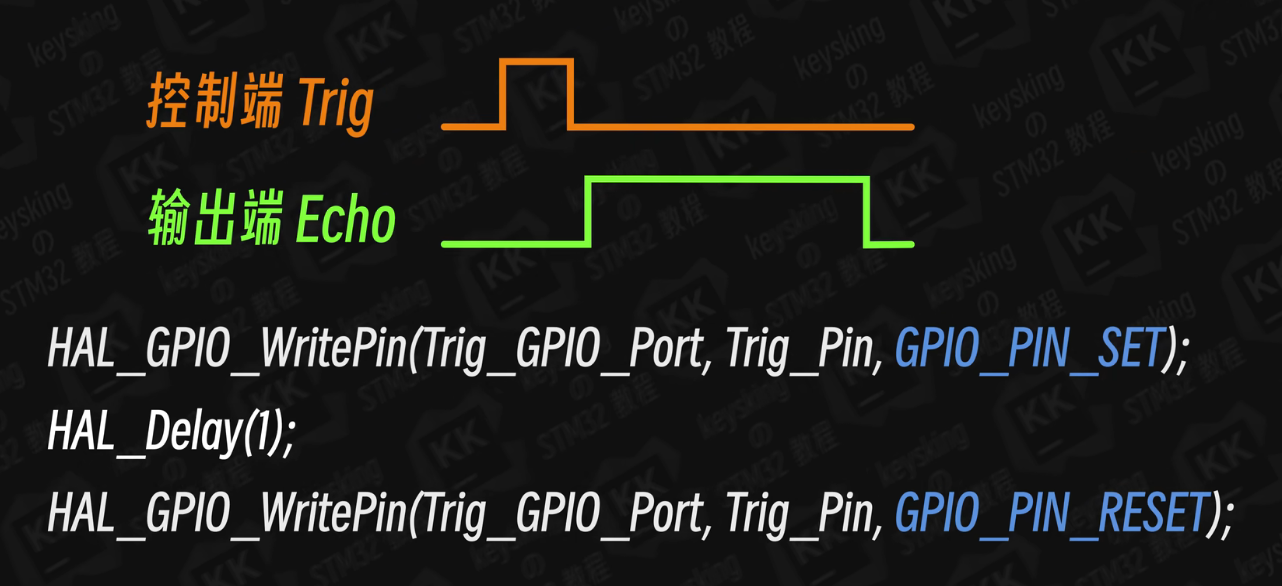 控制端 Trig
输出端 Echo
HAL_GPIO_WritePin(Trig_GPIO_Port, Trig_Pin, GPIO_PIN_SET);
HAL_Delay(1);
HAL_GPIO_WritePin(Trig_GPIO_Port, Trig_Pin, GPIO_PIN_RESET);
keysking
の
STM32 教程
KK